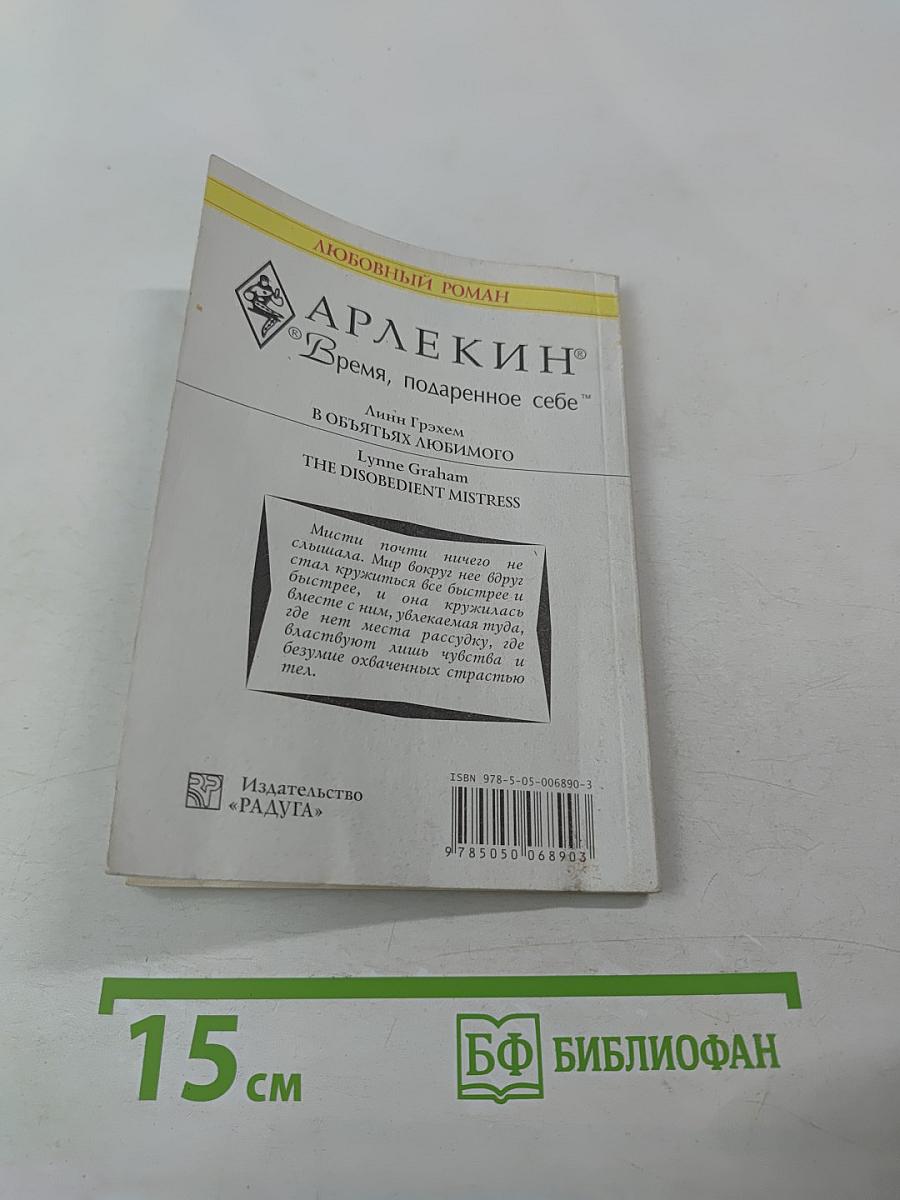 ЛЮБОВНЫЙ РОМАН
АРЛЕКИН®
® Время, подаренное себе™
Линн Грэхем
В ОБЪЯТЬЯХ ЛЮБИМОГО
Lynne Graham
THE DISOBEDIENT MISTRESS
Мисти почти ничего не
слышала. Мир вокруг нее вдруг
стал кружиться все быстрее и
быстрее, и она кружилась
вместе с ним, увлекаемая туда,
где нет места рассудку, где
властвуют лишь чувства и
безумие охваченных страстью
тел.
Издательство
«РАДУГА»
ISBN 978-5-05-006890-3
9 785050 068903
15 см
БФ БИБЛИОФАН